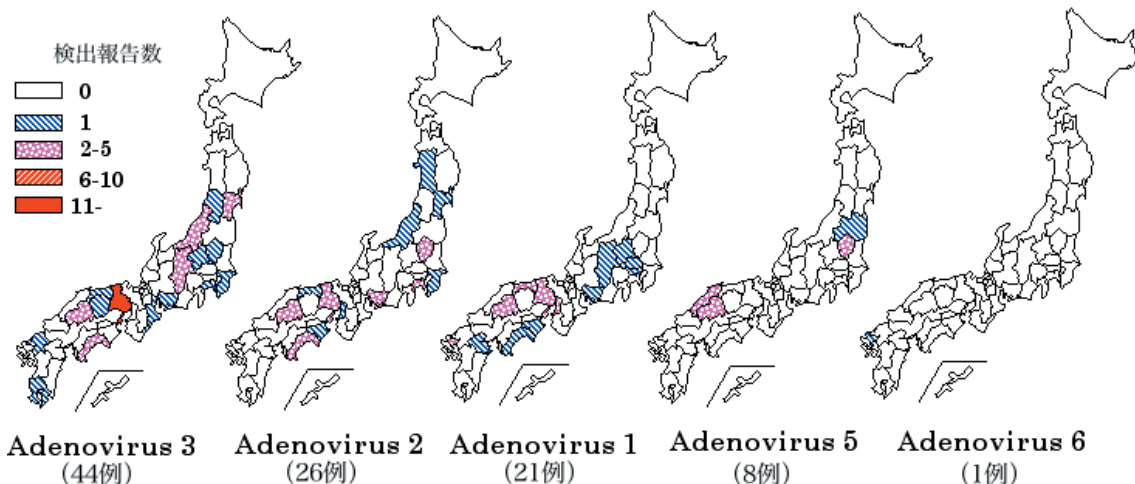 検出報告数
0
1
2-5
6-10
11-
Adenovirus 3
(44例)
Adenovirus 2
(26例)
Adenovirus 1
(21例)
Adenovirus 5
(8例)
Adenovirus 6
(1例)